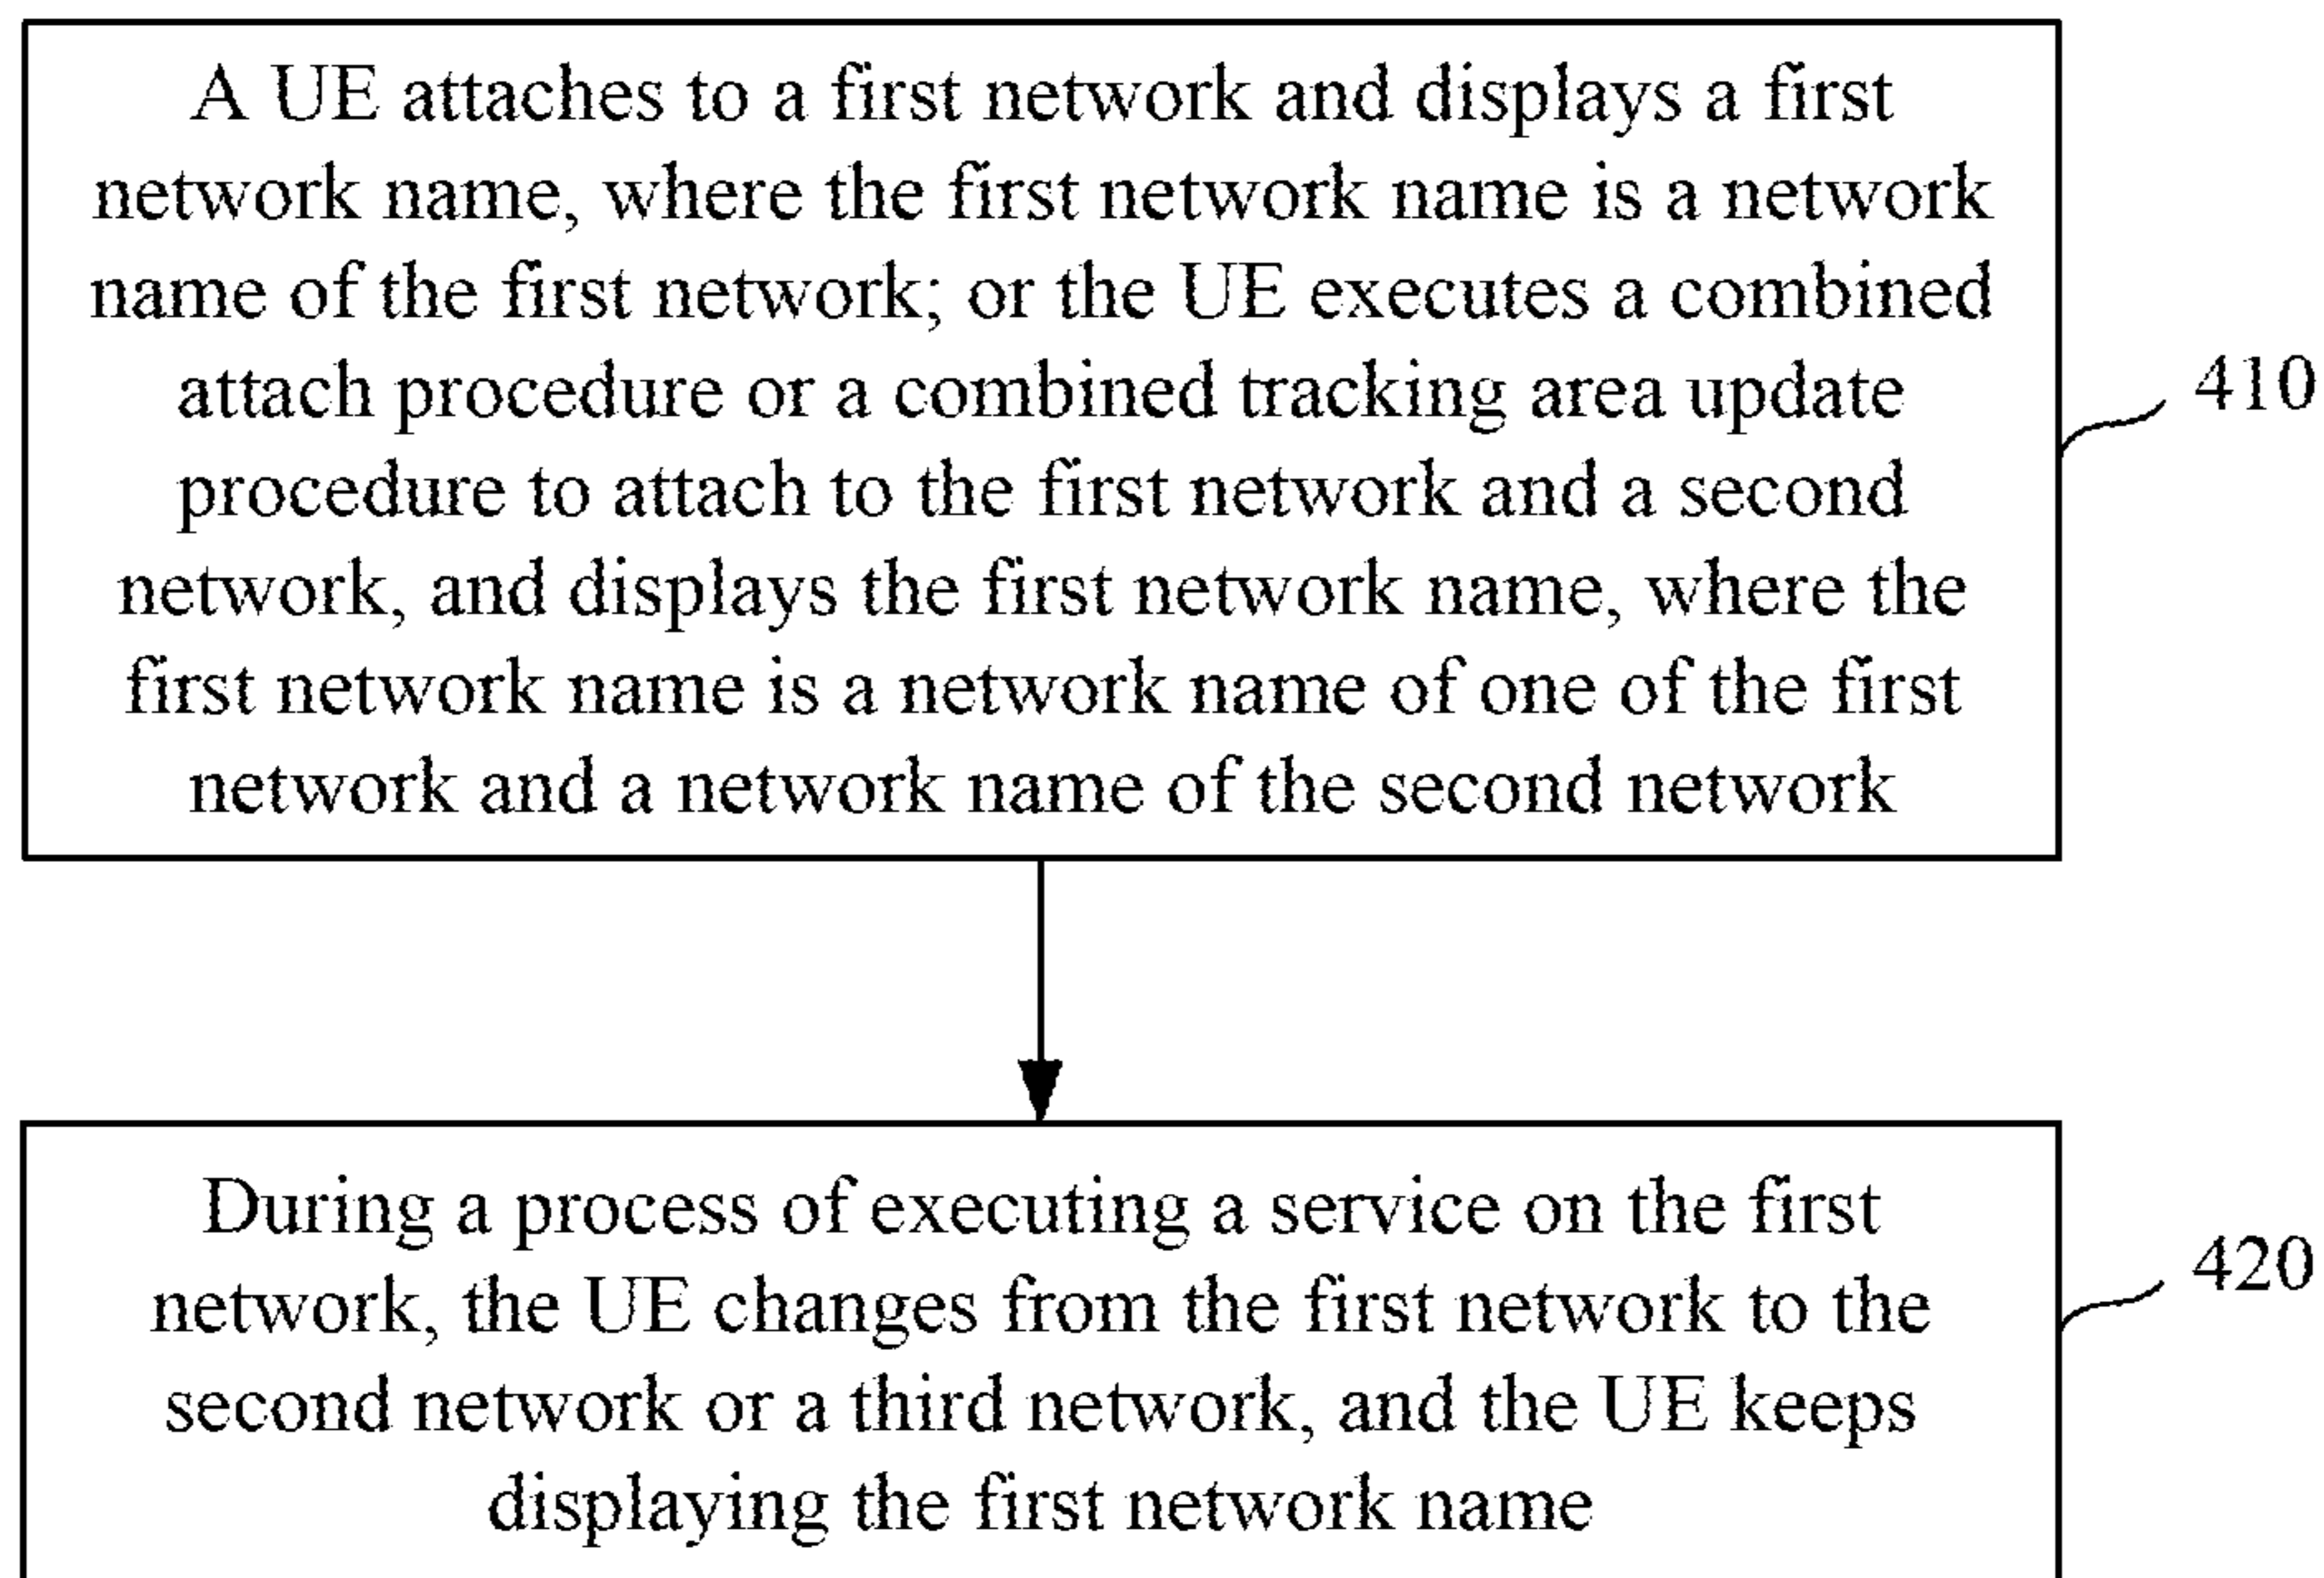 A UE attaches to a first network and displays a first
network name, where the first network name is a network
name of the first network; or the UE executes a combined
attach procedure or a combined tracking area update
procedure to attach to the first network and a second
network, and displays the first network name, where the
first network name is a network name of one of the first
network and a network name of the second network
410
During a process of executing a service on the first
network, the UE changes from the first network to the
second network or a third network, and the UE keeps
displaying the first network name
420